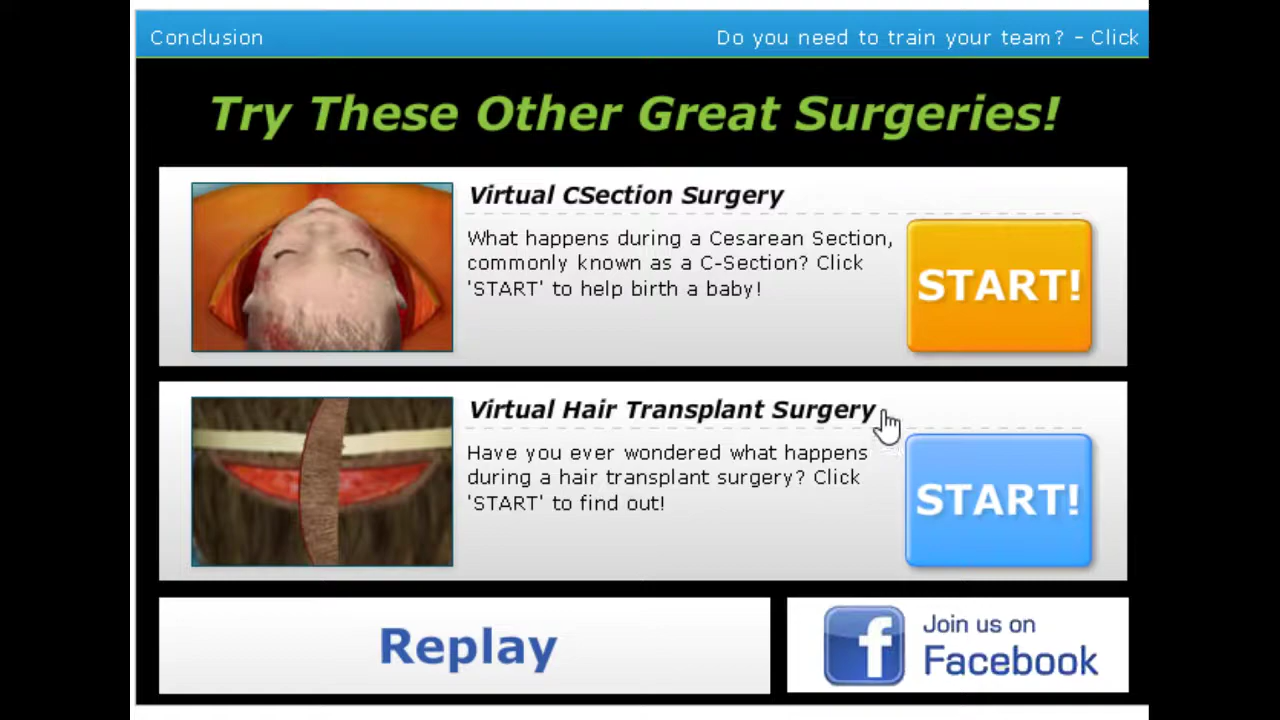 Conclusion
Do you need to train your team? - Click
Try These Other Great Surgeries!
Virtual CSection Surgery
What happens during a Cesarean Section,
commonly known as a C-Section? Click
'START' to help birth a baby!
START!
Virtual Hair Transplant Surgery
Have you ever wondered what happens
during a hair transplant surgery? Click
'START' to find out!
START!
Replay
f
Join us on
Facebook